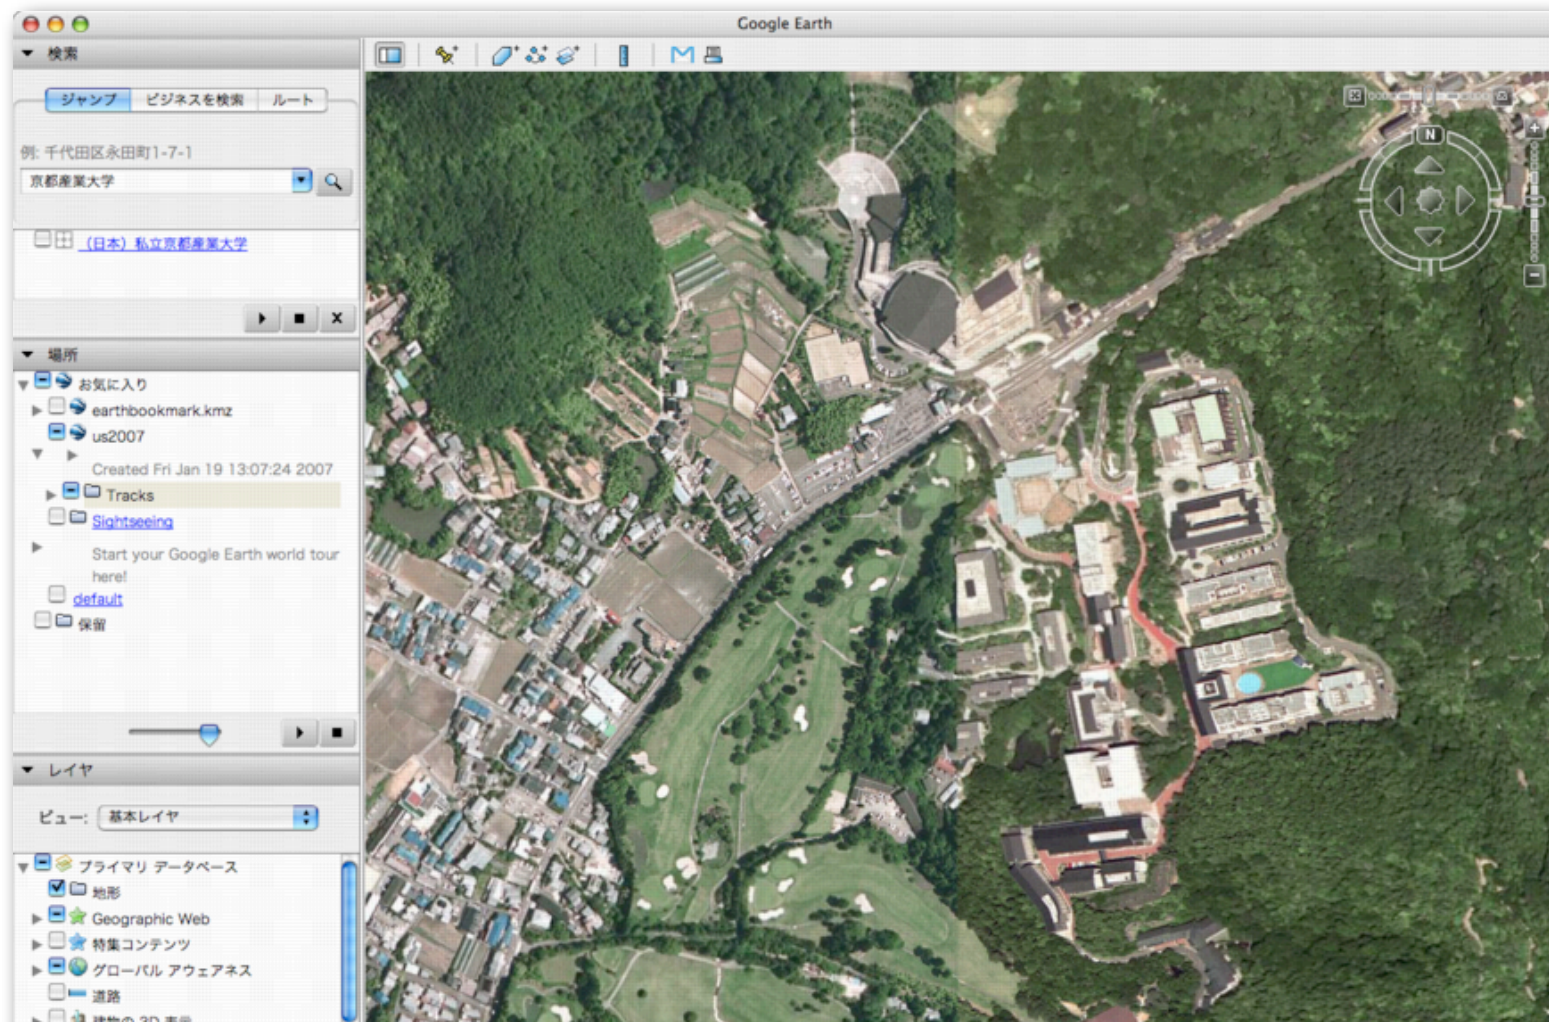 Google Earth
検索
ジャンプ ビジネスを検索 ルート
例: 千代田区永田町1-7-1
京都産業大学
（日本）私立京都産業大学
場所
お気に入り
earthbookmark.kmz
us2007
Created Fri Jan 19 13:07:24 2007
Tracks
Sightseeing
Start your Google Earth world tour
here!
default
保留
レイヤ
ビュー: 基本レイヤ
プライマリ データベース
地形
Geographic Web
特集コンテンツ
グローバル アウェアネス
道路
建物の 3D 表示
N